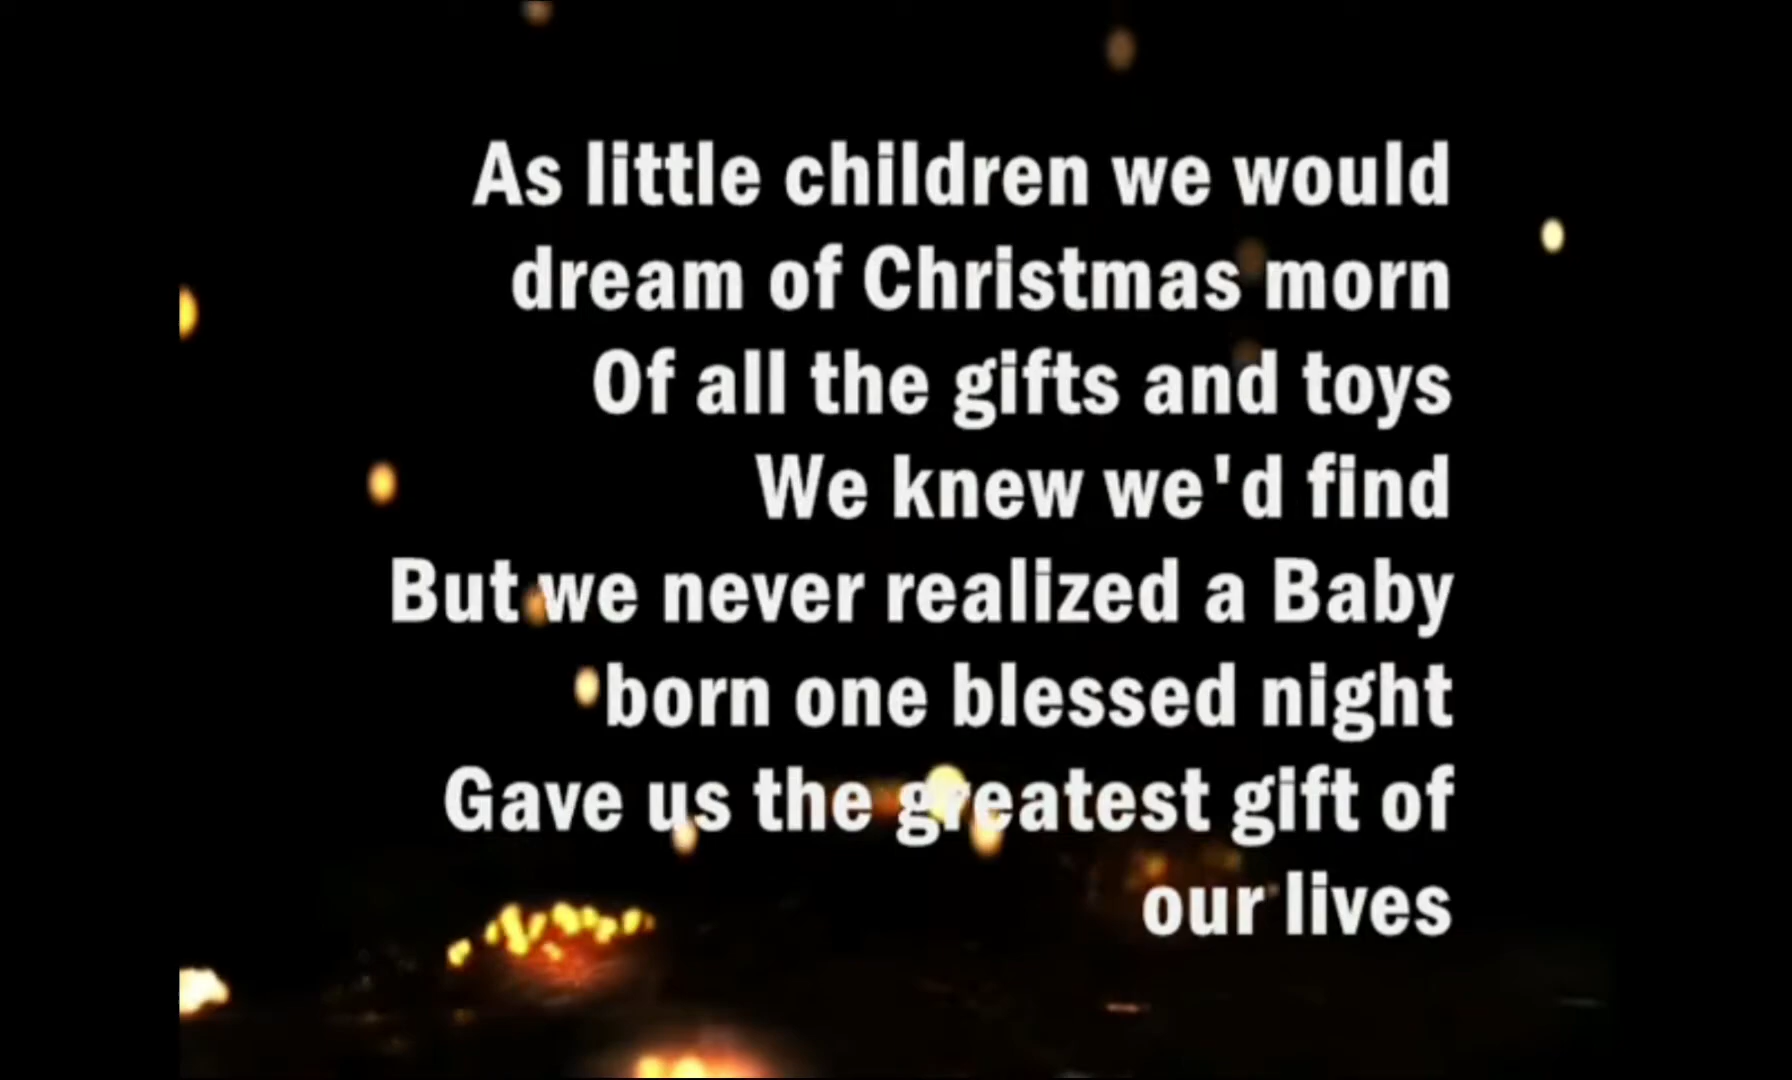 As little children we would
dream of Christmas morn
Of all the gifts and toys
We knew we'd find
But we never realized a Baby
born one blessed night
Gave us the greatest gift of
our lives